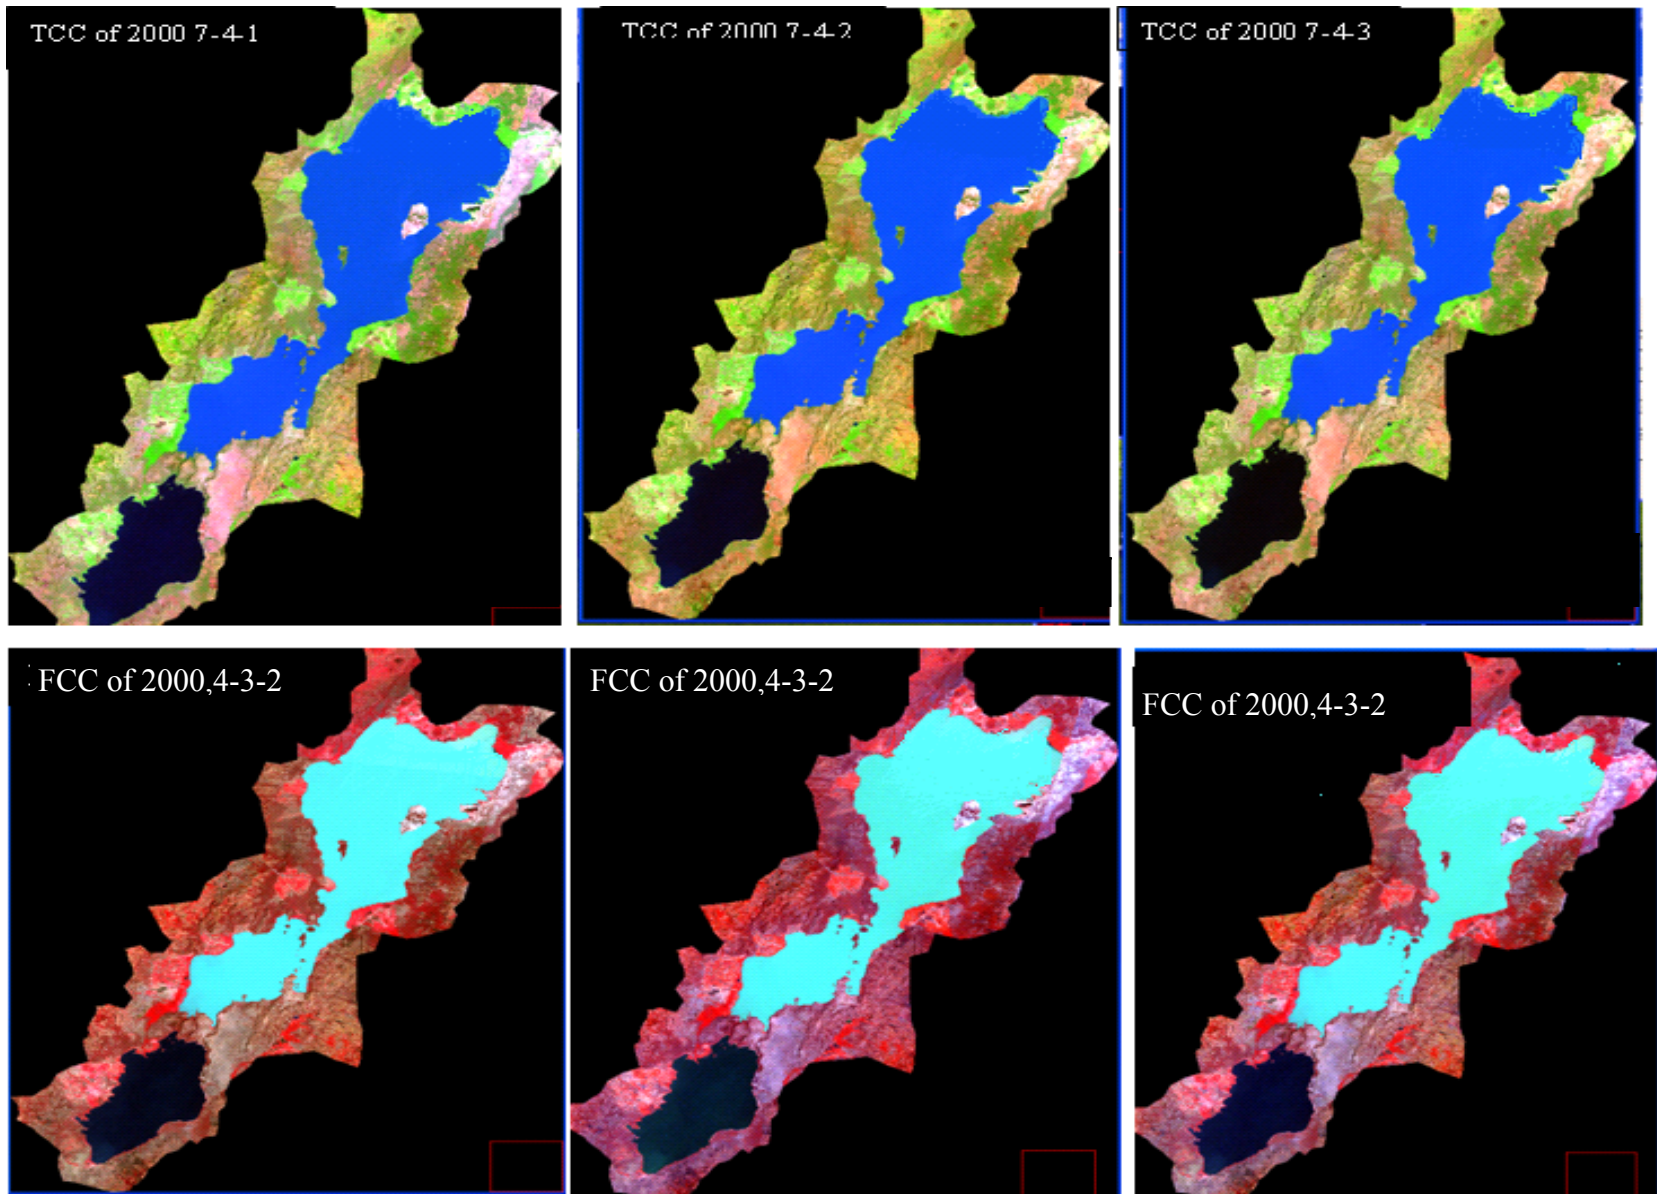 TCC of 2000 7-4-1
TCC of 2000 7-4-2
TCC of 2000 7-4-3
FCC of 2000,4-3-2
FCC of 2000,4-3-2
FCC of 2000,4-3-2